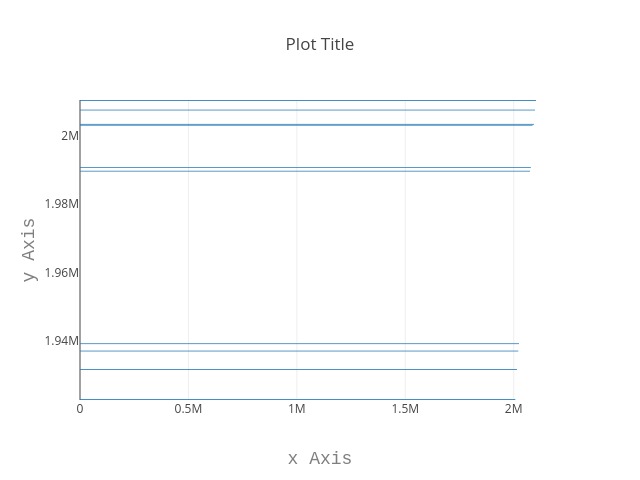 Plot Title
2M
1.98M
1.96M
1.94M
y Axis
0 0.5M 1M 1.5M 2M
x Axis